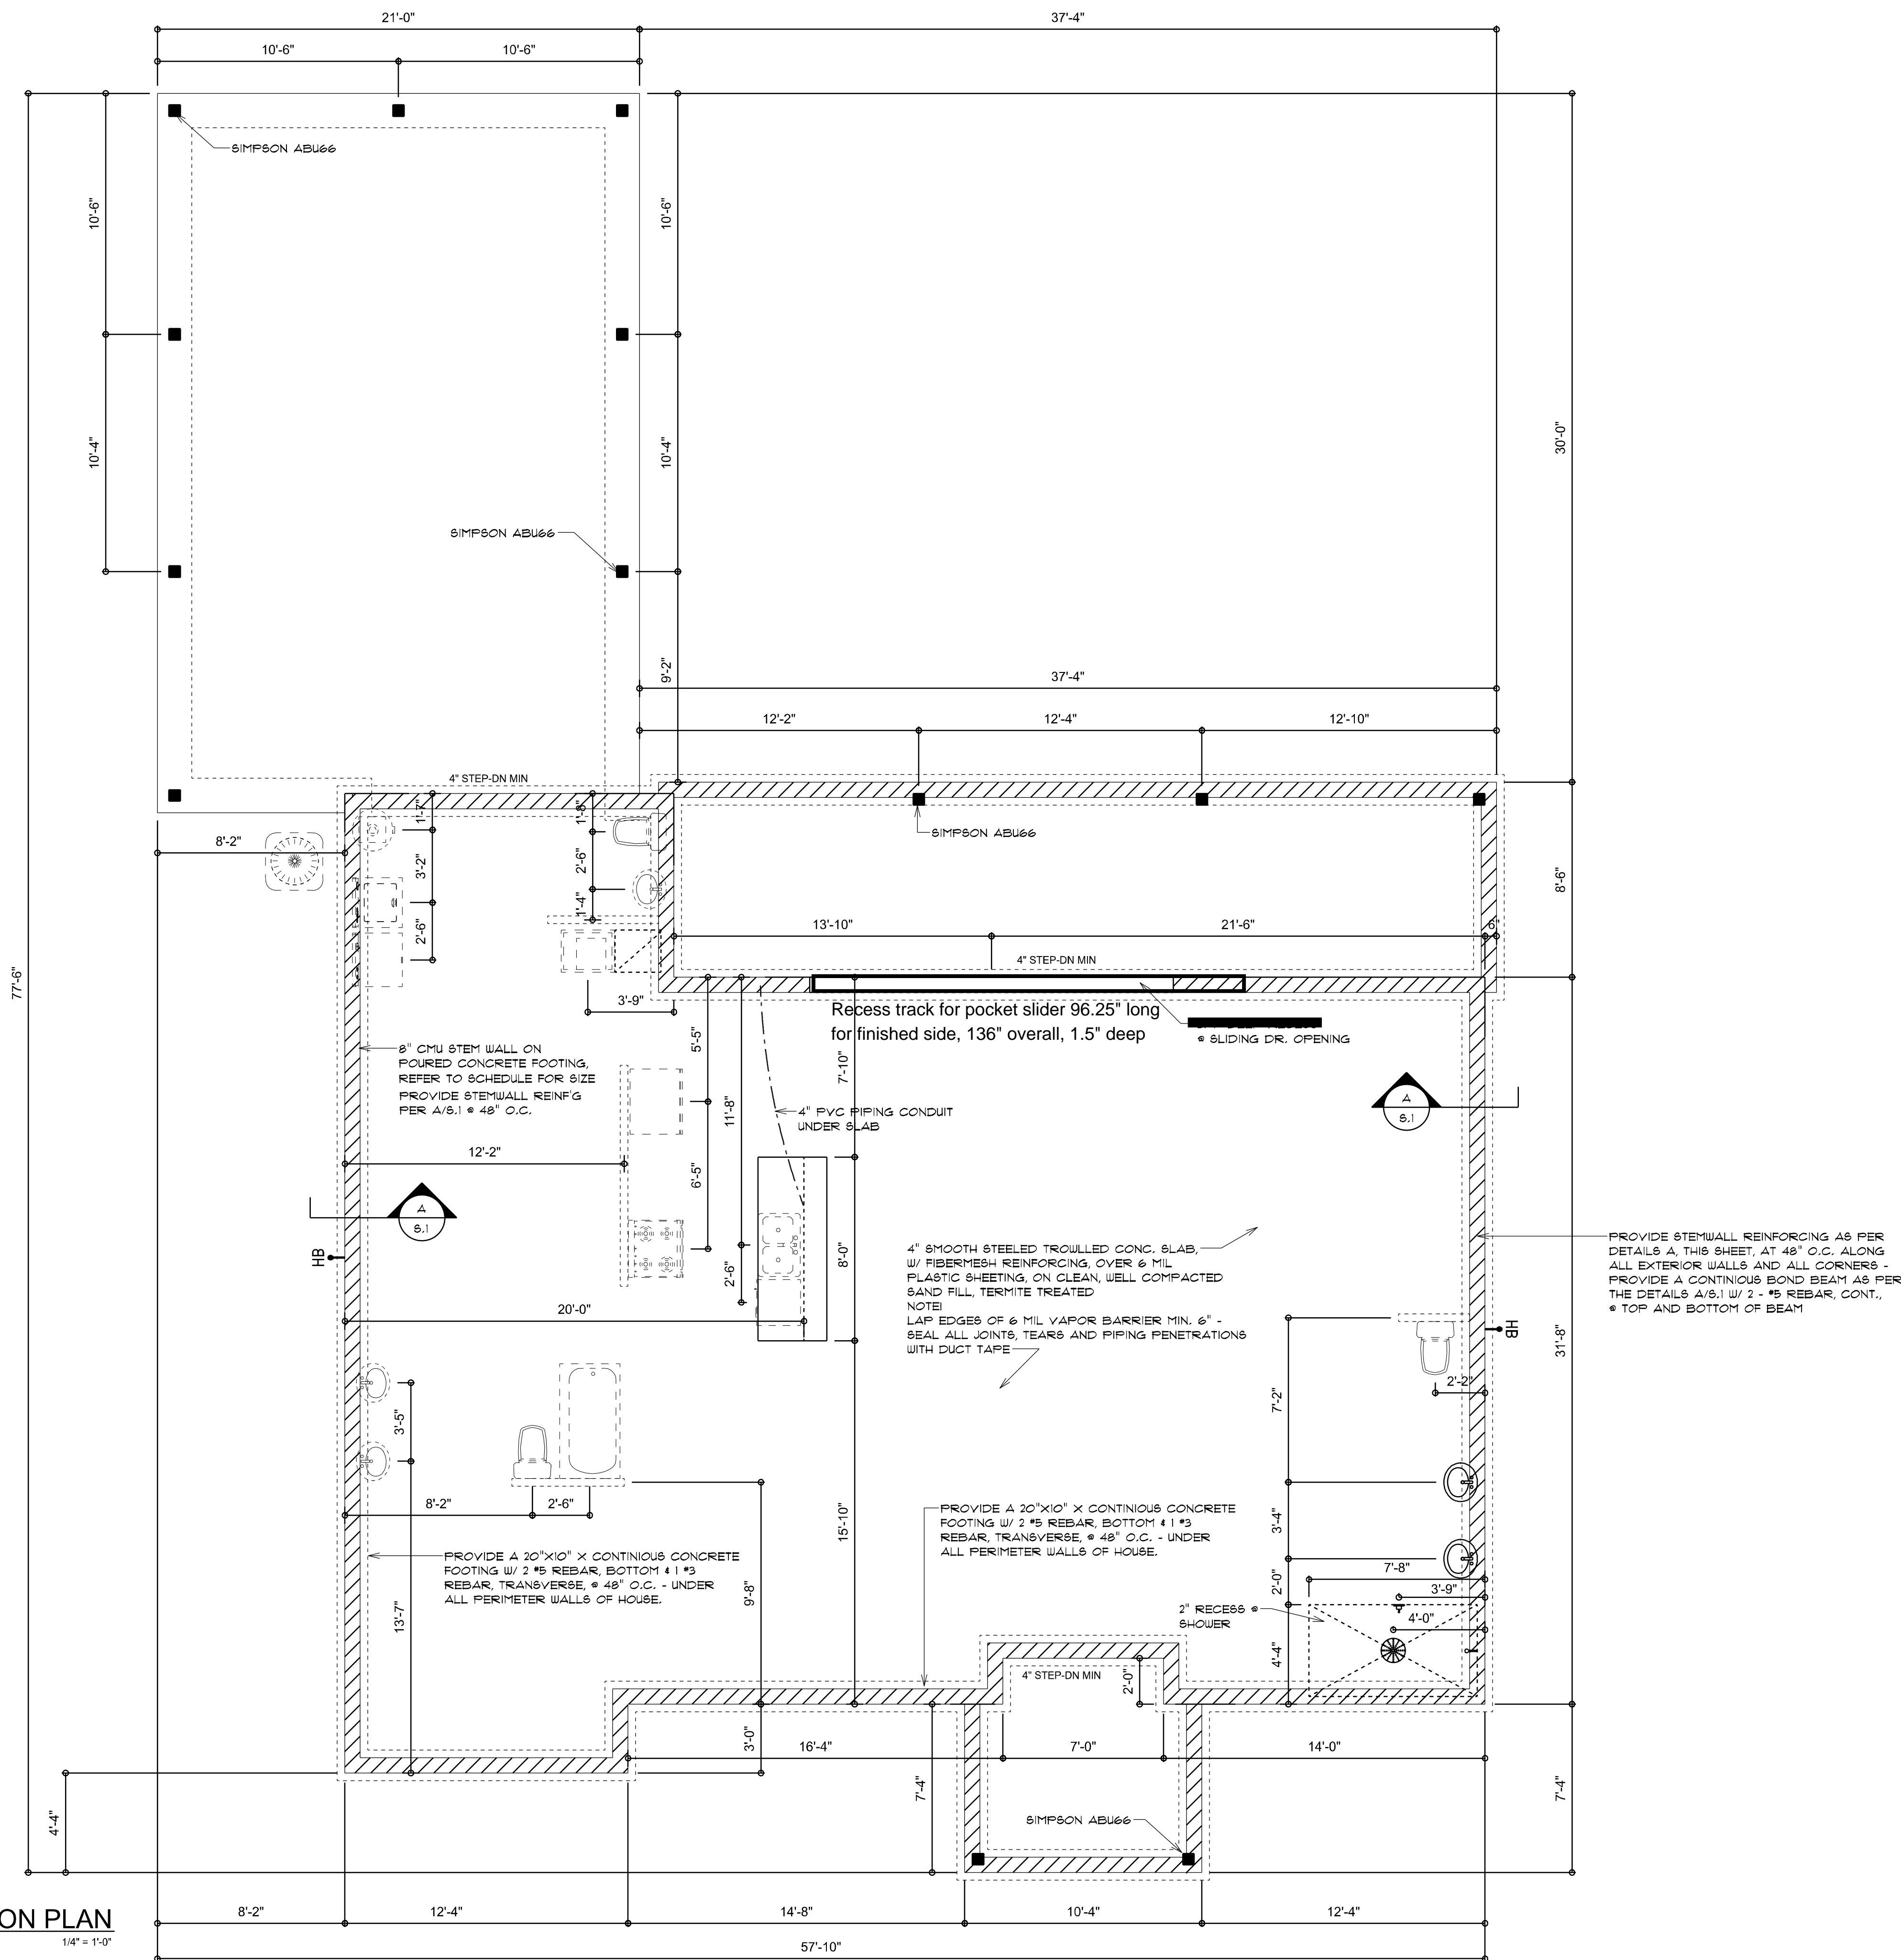 21'-0"
37'-4"
10'-6"
10'-6"
SIMPSON ABU66
10'-6"
10'-6"
10'-4"
10'-4"
30'-0"
SIMPSON ABU66
9'-2"
37'-4"
12'-2"
12'-4"
12'-10"
4" STEP-DN MIN
1'-7"
1'-8"
SIMPSON ABU66
8'-2"
3'-2"
2'-6"
8'-6"
2'-6"
1'-4"
13'-10"
21'-6"
6"
4" STEP-DN MIN
77'-6"
3'-9"
Recess track for pocket slider 96.25" long
for finished side, 136" overall, 1.5" deep
@ SLIDING DR. OPENING
8" CMU STEM WALL ON
POURED CONCRETE FOOTING,
REFER TO SCHEDULE FOR SIZE
PROVIDE STEMWALL REINF'G
PER A/S.1 @ 48" O.C.
5'-5"
7'-10"
11'-8"
4" PVC PIPING CONDUIT
UNDER SLAB
A
S.1
12'-2"
6'-5"
A
S.1
HB
2'-6"
8'-0"
4" SMOOTH STEELED TROWLLED CONC. SLAB,
W/ FIBERMESH REINFORCING, OVER 6 MIL
PLASTIC SHEETING, ON CLEAN, WELL COMPACTED
SAND FILL, TERMITE TREATED
NOTE!
LAP EDGES OF 6 MIL VAPOR BARRIER MIN. 6" -
SEAL ALL JOINTS, TEARS AND PIPING PENETRATIONS
WITH DUCT TAPE
PROVIDE STEMWALL REINFORCING AS PER
DETAILS A, THIS SHEET, AT 48" O.C. ALONG
ALL EXTERIOR WALLS AND ALL CORNERS -
PROVIDE A CONTINIOUS BOND BEAM AS PER
THE DETAILS A/S.1 W/ 2 - #5 REBAR, CONT.,
@ TOP AND BOTTOM OF BEAM
HB
20'-0"
31'-8"
2'-2"
7'-2"
3'-5"
8'-2"
2'-6"
15'-10"
PROVIDE A 20"X10" X CONTINIOUS CONCRETE
FOOTING W/ 2 #5 REBAR, BOTTOM & 1 #3
REBAR, TRANSVERSE, @ 48" O.C. - UNDER
ALL PERIMETER WALLS OF HOUSE.
3'-4"
PROVIDE A 20"X10" X CONTINIOUS CONCRETE
FOOTING W/ 2 #5 REBAR, BOTTOM & 1 #3
REBAR, TRANSVERSE, @ 48" O.C. - UNDER
ALL PERIMETER WALLS OF HOUSE.
7'-8"
2'-0"
3'-9"
13'-7"
9'-8"
2" RECESS @
SHOWER
4'-0"
4'-4"
4" STEP-DN MIN
2'-0"
3'-0"
16'-4"
7'-0"
14'-0"
4'-4"
7'-4"
7'-4"
SIMPSON ABU66
ON PLAN
1/4" = 1'-0"
8'-2"
12'-4"
14'-8"
10'-4"
12'-4"
57'-10"